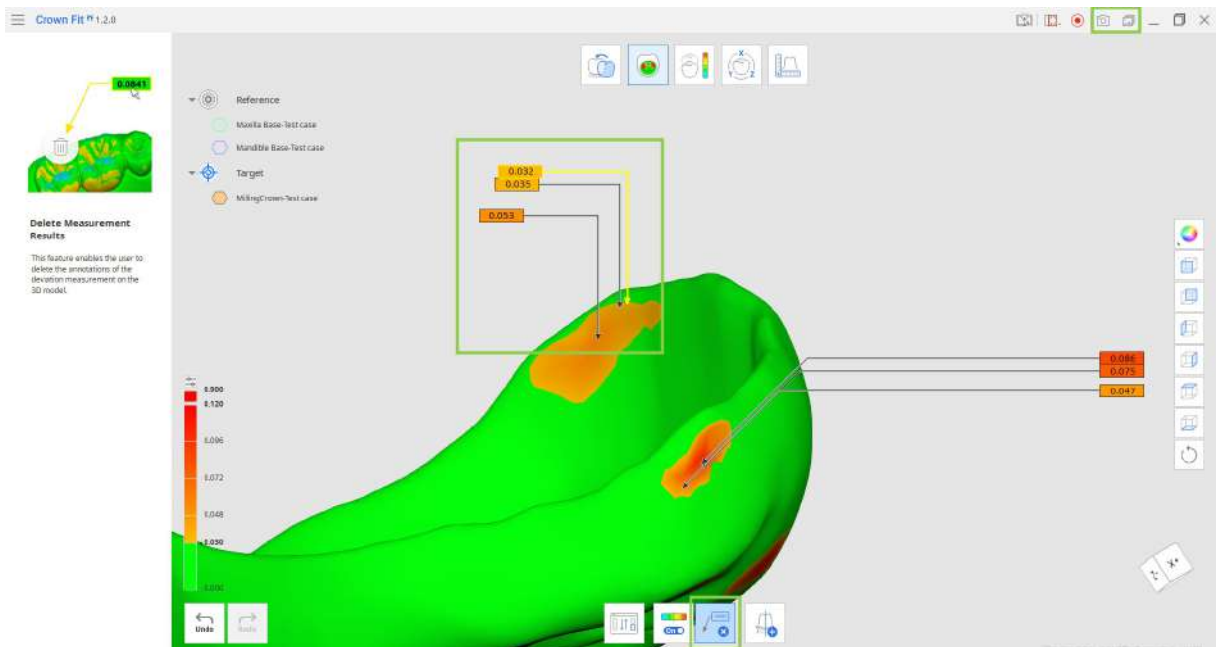 Crown Fit 1.2.0
0.0841
Delete Measurement
Results
This feature enables the user to
delete the annotations of the
deviation measurement on the
3D model.
Reference
Maxilla Base-Test case
Mandible Base-Test case
Target
MillingCrown-Test case
0.032
0.035
0.053
0.086
0.075
0.047
0.900
0.120
0.096
0.072
0.048
0.030
0.000
X
Z
On
Undo
Redo
X+